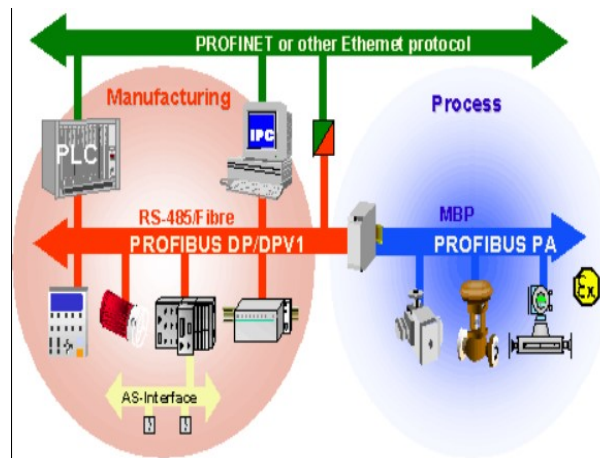 PROFINET or other Ethernet protocol
Manufacturing
Process
PLC
IPC
RS-485/Fibre
MBP
PROFIBUS DP/DPV1
PROFIBUS PA
Ex
AS-Interface